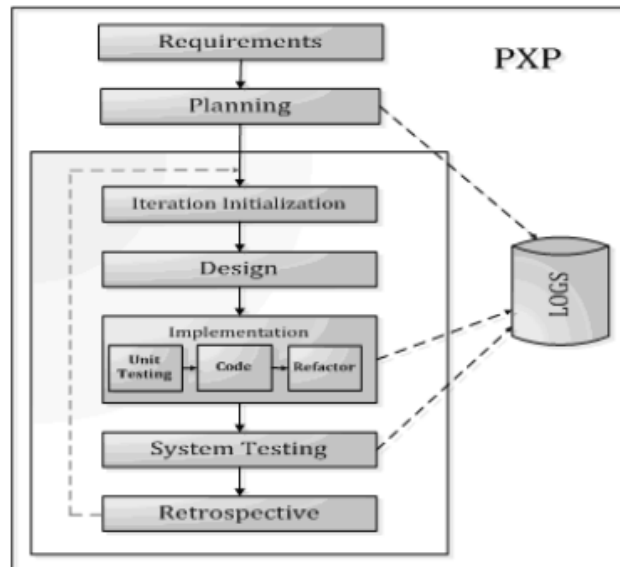 Requirements
PXP
Planning
Iteration Initialization
Design
LOGS
Implementation
Unit
Testing
Code
Refactor
System Testing
Retrospective